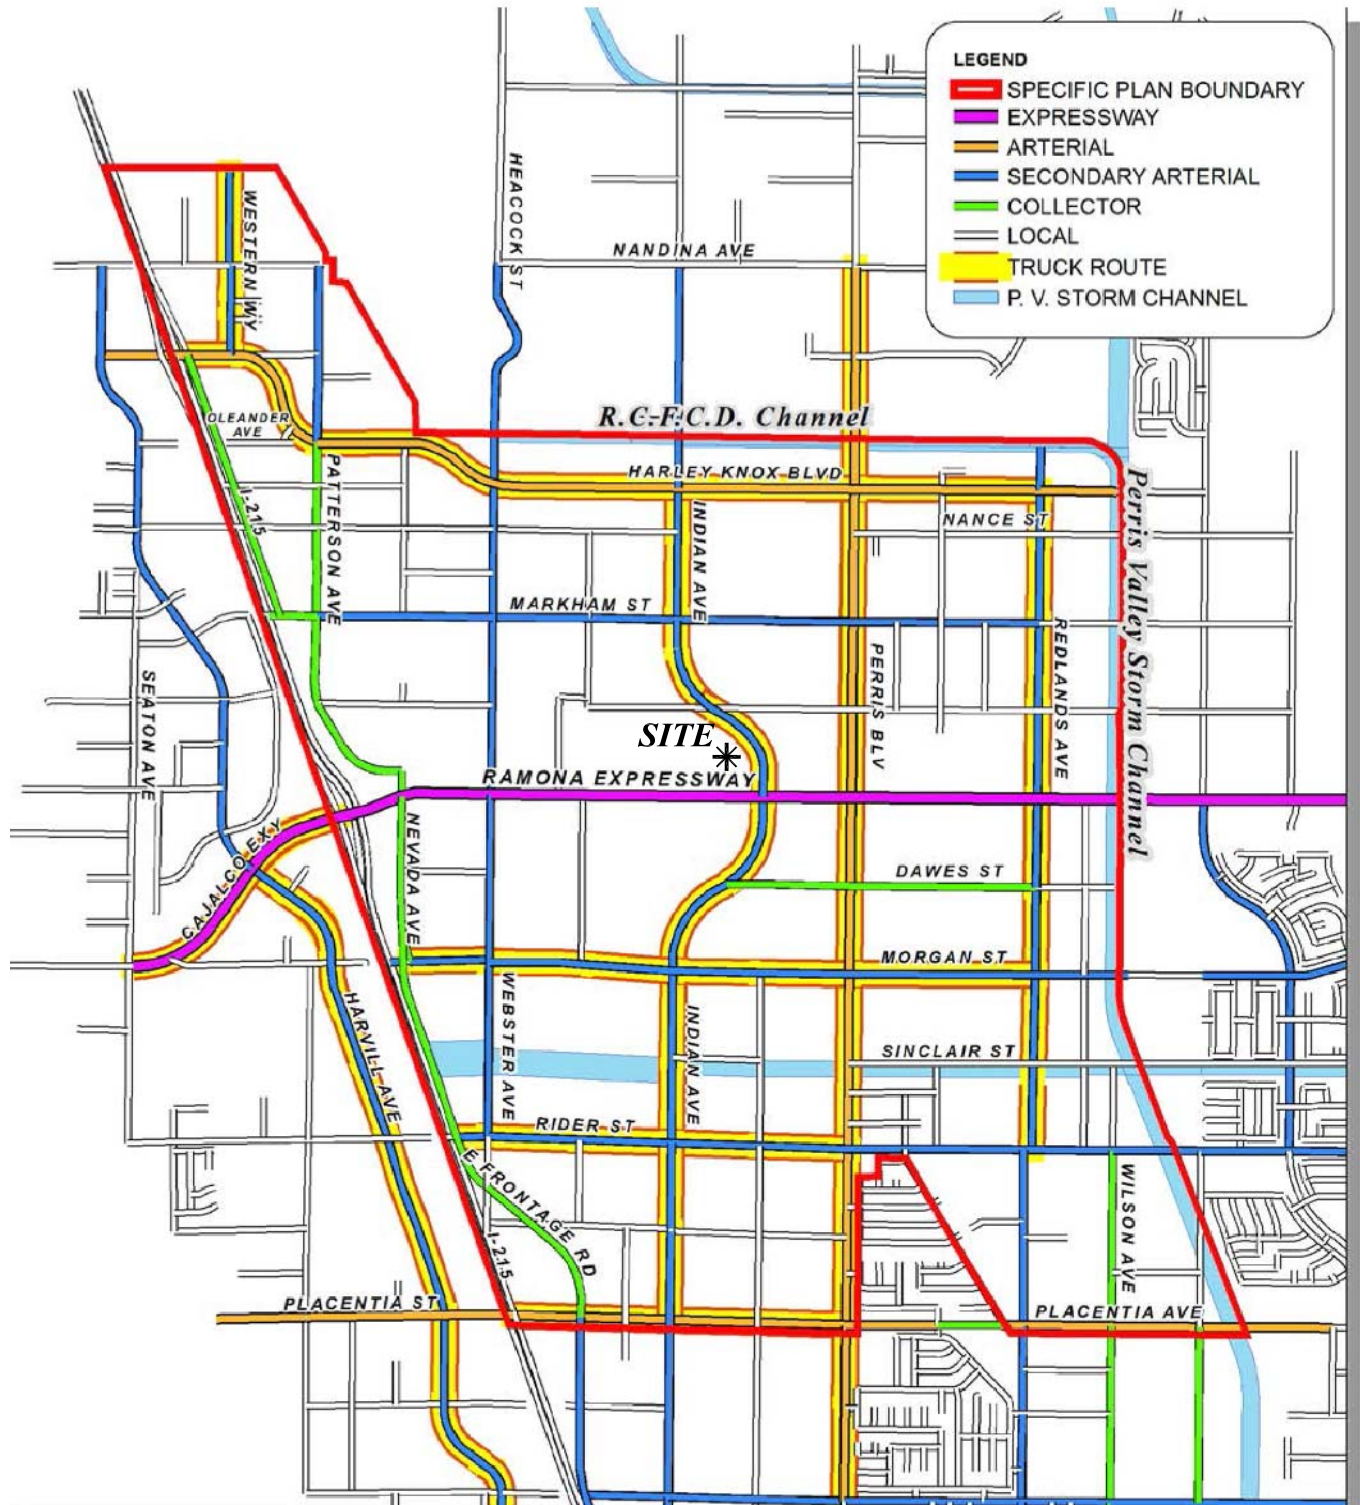 LEGEND
SPECIFIC PLAN BOUNDARY
EXPRESSWAY
ARTERIAL
SECONDARY ARTERIAL
COLLECTOR
LOCAL
TRUCK ROUTE
P. V. STORM CHANNEL
HEACOCK ST
WESTERN WY
NANDINA AVE
R.C-F.C.D. Channel
OLEANDER
AVE
HARLEY KNOX BLVD
I-215
PATTERSON AVE
INDIAN AVE
NANCE ST
Perris Valley Storm Channel
MARKHAM ST
REDLANDS AVE
PERRIS BLV
SEATON AVE
SITE
RAMONA EXPRESSWAY
NEVADA AVE
CAJALCO EXY
DAWES ST
MORGAN ST
WEBSTER AVE
HARVILL AVE
INDIAN AVE
SINCLAIR ST
RIDER ST
E FRONTAGE RD
WILSON AVE
I-215
PLACENTIA ST
PLACENTIA AVE